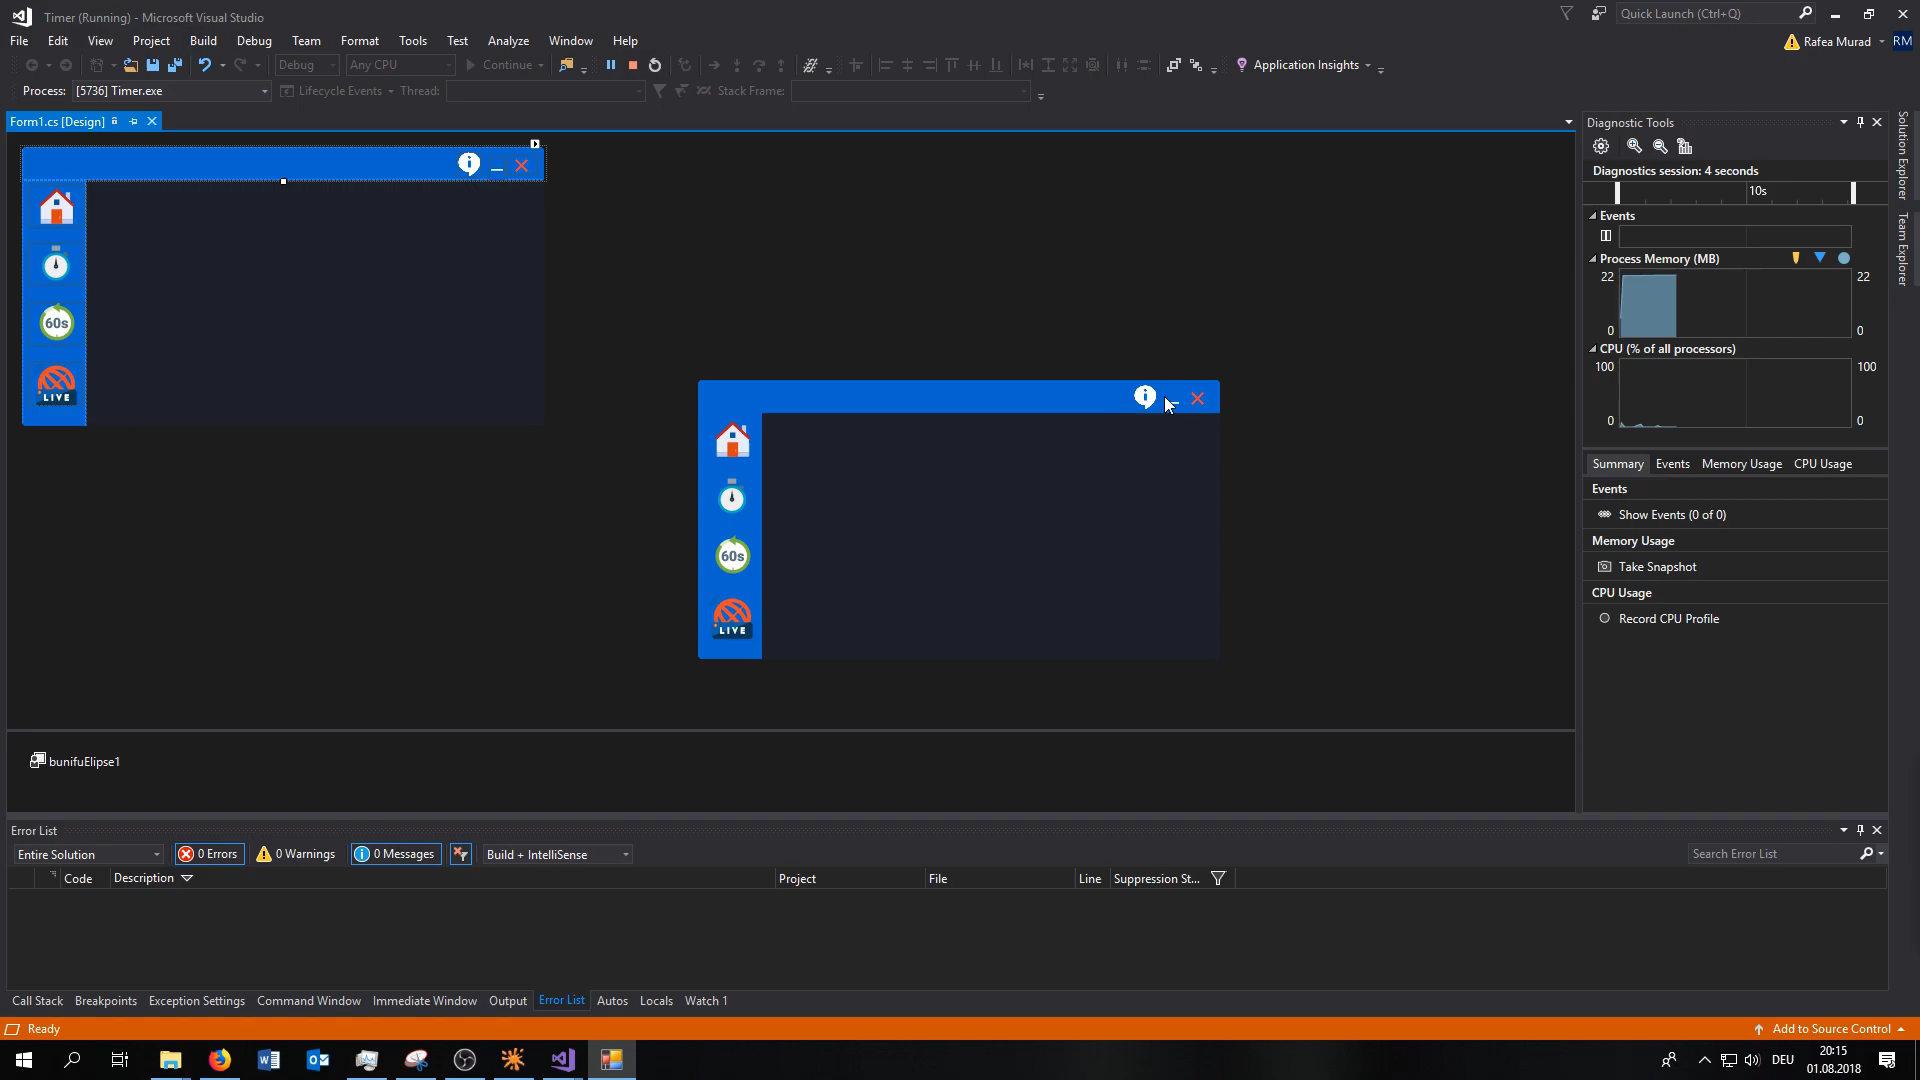 Timer (Running) - Microsoft Visual Studio
Quick Launch (Ctrl+Q)
File Edit View Project Build Debug Team Format Tools Test Analyze Window Help
Rafea Murad RM
Debug Any CPU Continue Application Insights
Process: [5736] Timer.exe Lifecycle Events Thread: Stack Frame:
Form1.cs [Design]
60s
LIVE
60s
LIVE
bunifuElipse1
Diagnostic Tools
Diagnostics session: 4 seconds
10s
Events
Process Memory (MB)
22 22
0 0
CPU (% of all processors)
100 100
0 0
Summary Events Memory Usage CPU Usage
Events
Show Events (0 of 0)
Memory Usage
Take Snapshot
CPU Usage
Record CPU Profile
Solution Explorer
Team Explorer
Error List
Entire Solution 0 Errors 0 Warnings 0 Messages Build + IntelliSense Search Error List
Code Description Project File Line Suppression St...
Call Stack Breakpoints Exception Settings Command Window Immediate Window Output Error List Autos Locals Watch 1
Ready Add to Source Control
DEU
20:15
01.08.2018